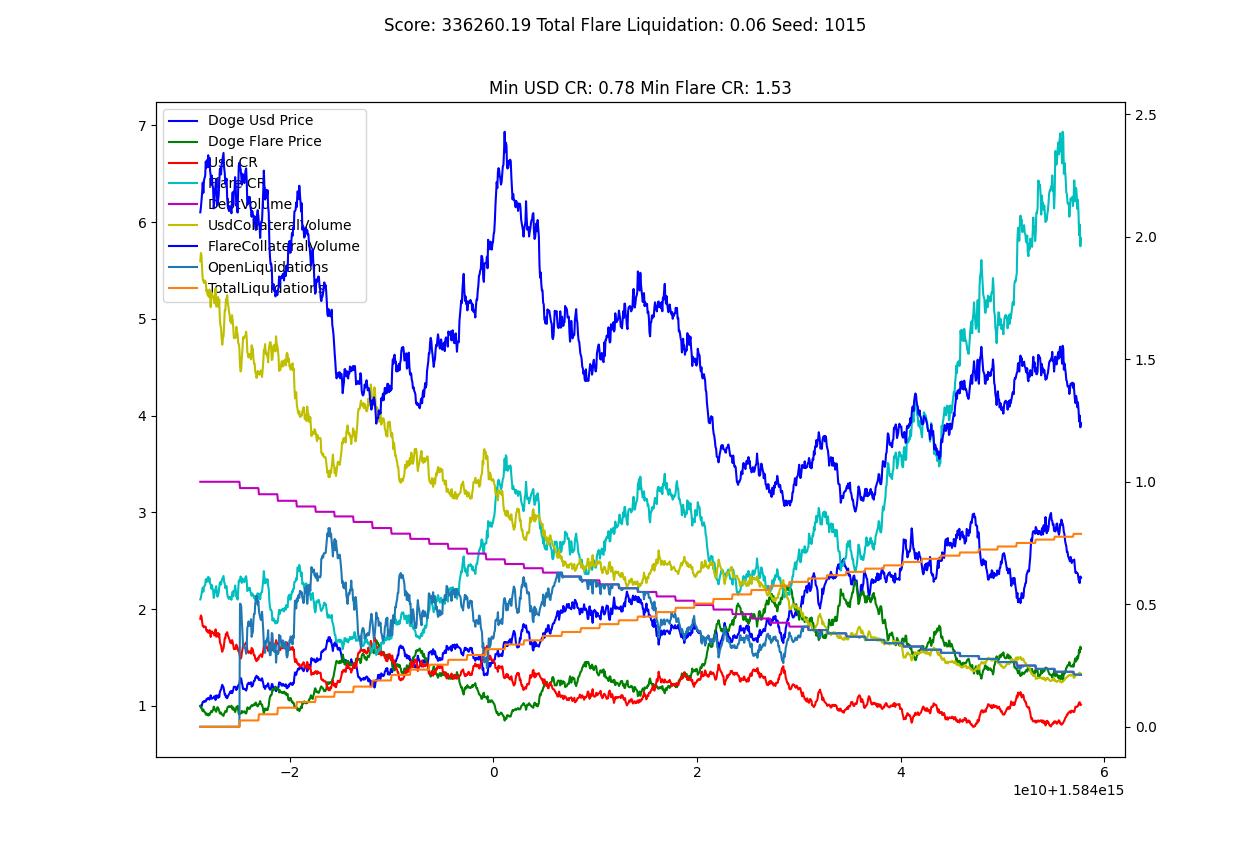 Score: 336260.19 Total Flare Liquidation: 0.06 Seed: 1015
Min USD CR: 0.78 Min Flare CR: 1.53
Doge Usd Price
Doge Flare Price
Usd CR
Flare CR
DebtVolume
UsdCollateralVolume
FlareCollateralVolume
OpenLiquidations
TotalLiquidations
7
6
5
4
3
2
1
2.5
2.0
1.5
1.0
0.5
0.0
−2
0
2
4
6
1e10+1.584e15